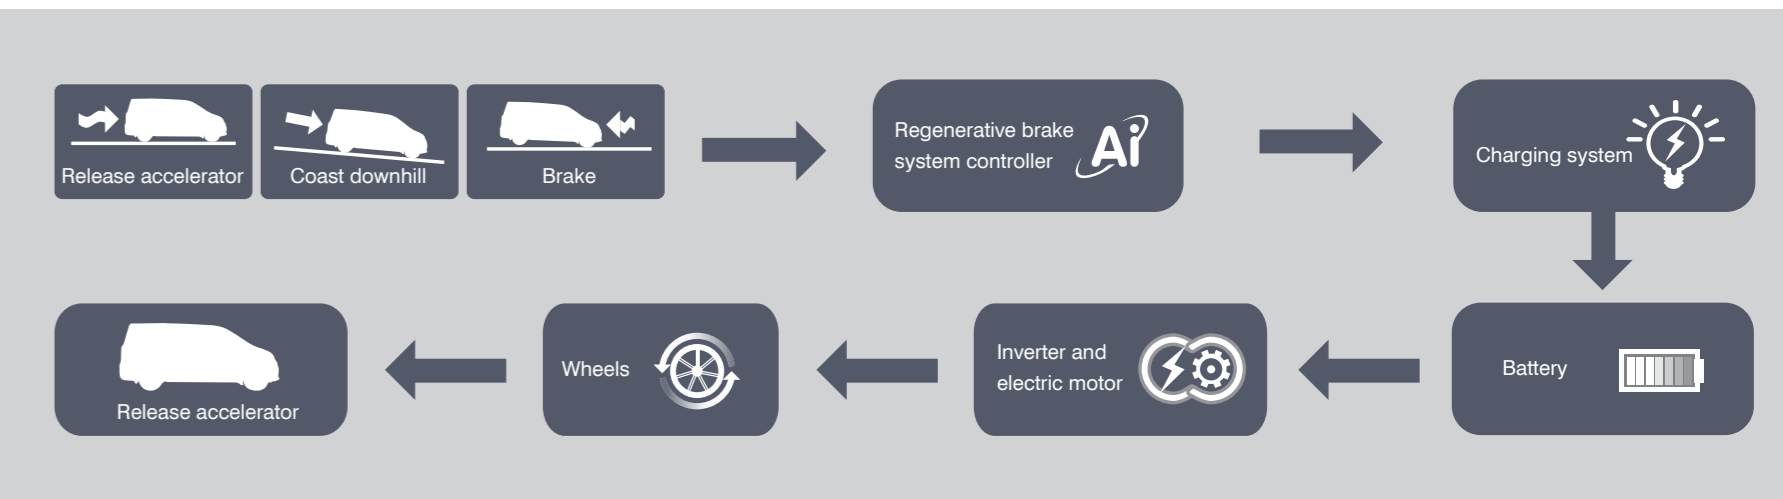 Release accelerator
Coast downhill
Brake
Regenerative brake
system controller
Ai
Charging system
Release accelerator
Wheels
Inverter and
electric motor
Battery